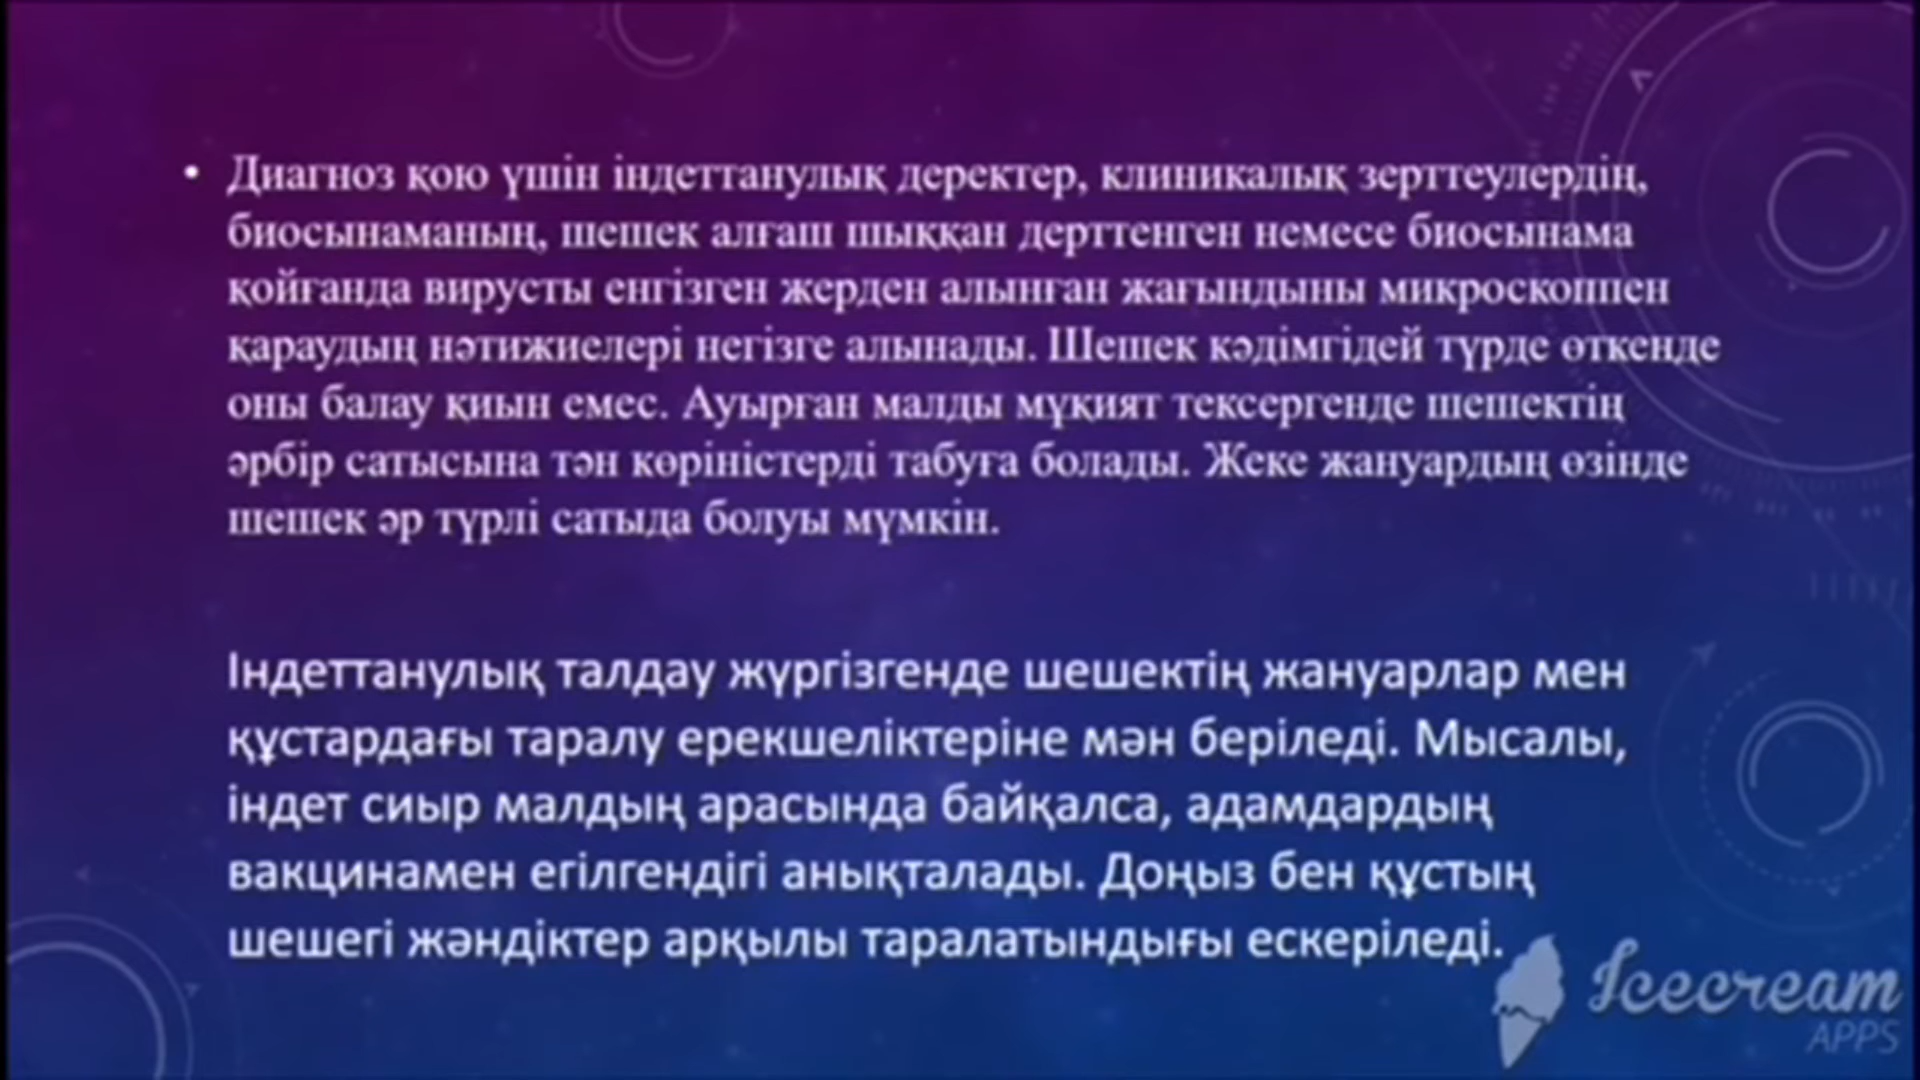 • Диагноз қою үшін індеттанулық деректер, клиникалық зерттеулердің,
биосынаманың, шешек алғаш шыққан дерттенген немесе биосынама
қойғанда вирусты енгізген жерден алынған жағындыны микроскоппен
қараудың нәтижиелері негізге алынады. Шешек кәдімгідей түрде өткенде
оны балау қиын емес. Ауырған малды мұқият тексергенде шешектің
әрбір сатысына тән көріністерді табуға болады. Жеке жануардың өзінде
шешек әр түрлі сатыда болуы мүмкін.
Індеттанулық талдау жүргізгенде шешектің жануарлар мен
құстардағы таралу ерекшеліктеріне мән беріледі. Мысалы,
індет сиыр малдың арасында байқалса, адамдардың
вакцинамен егілгендігі анықталады. Доңыз бен құстың
шешегі жәндіктер арқылы таралатындығы ескеріледі.
Icecream
APPS